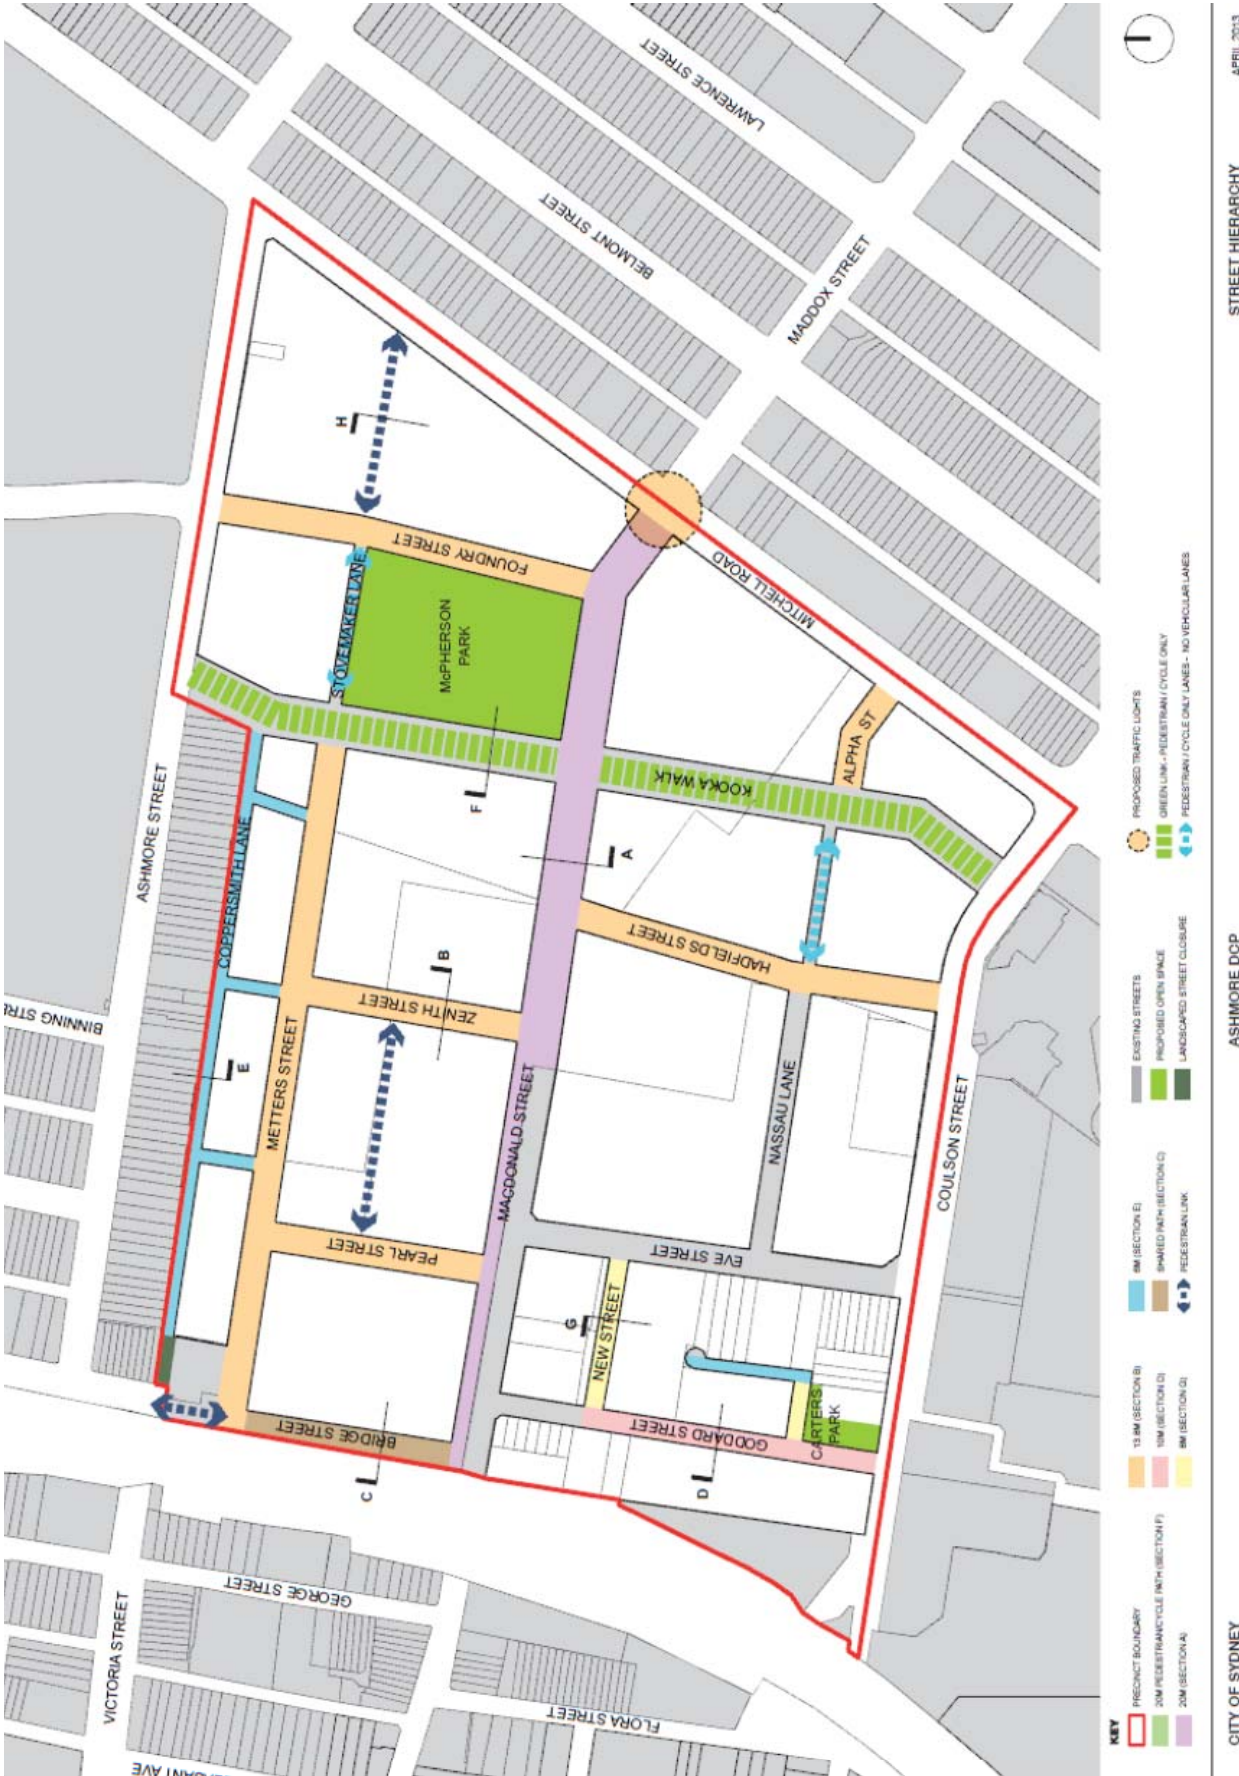 LAWRENCE STREET
BELMONT STREET
MADDOX STREET
H
FOUNDRY STREET
STOVEMAKER LANE
McPHERSON
PARK
MITCHELL ROAD
ALPHA ST
KOOKA WALK
F
A
ASHMORE STREET
COPPERSMITH LANE
HADFIELDS STREET
B
ZENITH STREET
METTERS STREET
E
MACDONALD STREET
NASSAU LANE
COULSON STREET
PEARL STREET
EVE STREET
NEW STREET
G
BRIDGE STREET
GODDARD STREET
CARTERS
PARK
C
D
GEORGE STREET
VICTORIA STREET
FLORA STREET
KEY
PRECINCT BOUNDARY
20M PEDESTRIAN/CYCLE PATH (SECTION F)
20M (SECTION A)
13.8M (SECTION B)
10M (SECTION D)
8M (SECTION G)
6M (SECTION E)
SHARED PATH (SECTION C)
PEDESTRIAN LINK
EXISTING STREETS
PROPOSED OPEN SPACE
LANDSCAPED STREET CLOSURE
PROPOSED TRAFFIC LIGHTS
GREEN LINK - PEDESTRIAN / CYCLE ONLY
PEDESTRIAN / CYCLE ONLY LANES - NO VEHICULAR LANES
CITY OF SYDNEY
ASHMORE DCP
STREET HIERARCHY
APRIL 2013